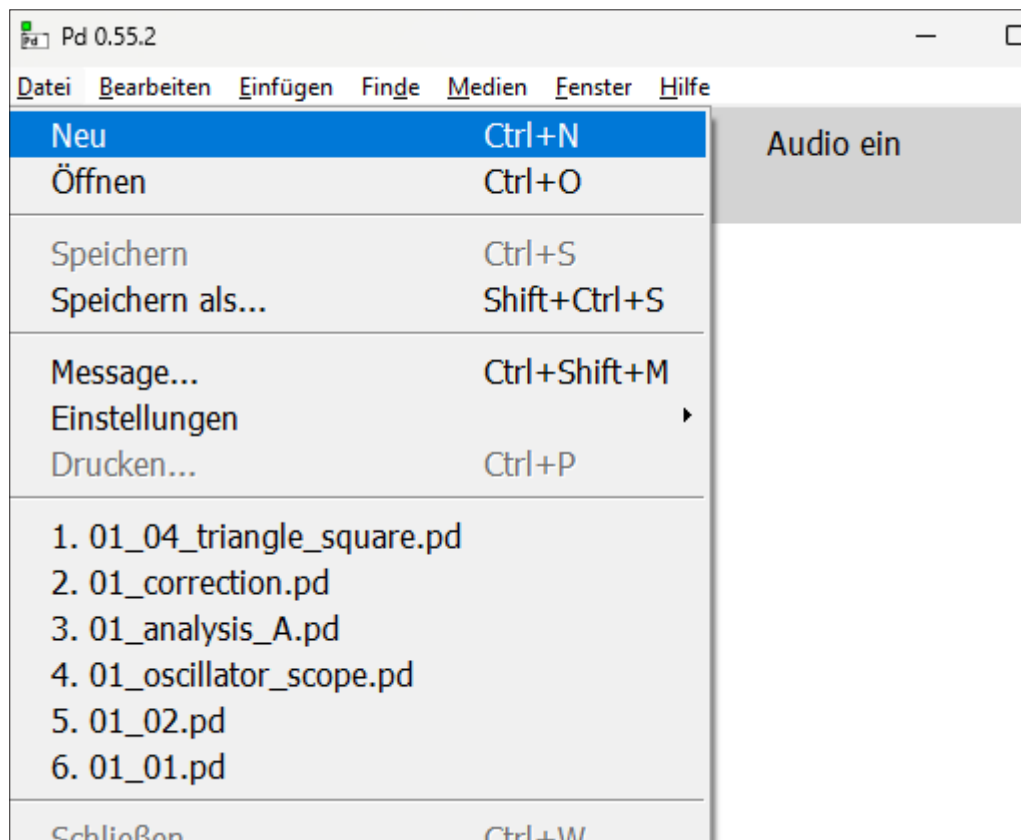 Pd 0.55.2
Datei Bearbeiten Einfügen Finde Medien Fenster Hilfe
Neu Ctrl+N
Audio ein
Öffnen Ctrl+O
Speichern Ctrl+S
Speichern als... Shift+Ctrl+S
Message... Ctrl+Shift+M
Einstellungen
Drucken... Ctrl+P
1. 01_04_triangle_square.pd
2. 01_correction.pd
3. 01_analysis_A.pd
4. 01_oscillator_scope.pd
5. 01_02.pd
6. 01_01.pd
Schließen Ctrl+W